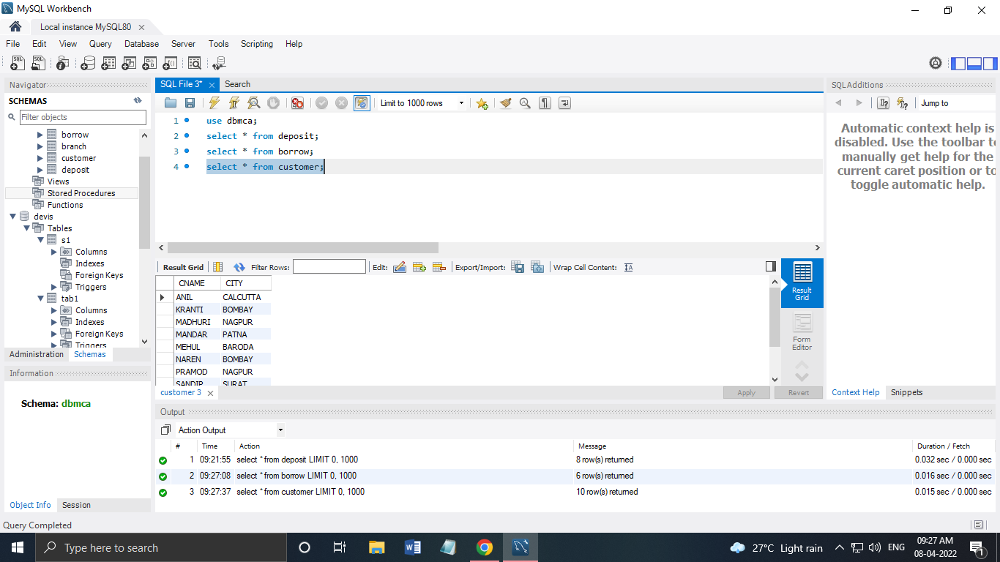 MySQL Workbench
Local instance MySQL80
File Edit View Query Database Server Tools Scripting Help
Navigator
SCHEMAS
Filter objects
borrow
branch
customer
deposit
Views
Stored Procedures
Functions
devis
Tables
s1
Columns
Indexes
Foreign Keys
Triggers
tab1
Columns
Indexes
Foreign Keys
Triggers
Administration Schemas
Information
Schema: dbmca
Object Info Session
SQL File 3* Search
Limit to 1000 rows
1 use dbmca;
2 select * from deposit;
3 select * from borrow;
4 select * from customer;
Result Grid Filter Rows: Edit: Export/Import: Wrap Cell Content:
CNAME CITY
ANIL CALCUTTA
KRANTI BOMBAY
MADHURI NAGPUR
MANDAR PATNA
MEHUL BARODA
NAREN BOMBAY
PRAMOD NAGPUR
SANDIP SURAT
Result
Grid
Form
Editor
customer 3 Apply Revert
SQLAdditions
Jump to
Automatic context help is
disabled. Use the toolbar to
manually get help for the
current caret position or to
toggle automatic help.
Context Help Snippets
Output
Action Output
# Time Action Message Duration / Fetch
1 09:21:55 select * from deposit LIMIT 0, 1000 8 row(s) returned 0.032 sec / 0.000 sec
2 09:27:08 select * from borrow LIMIT 0, 1000 6 row(s) returned 0.016 sec / 0.000 sec
3 09:27:37 select * from customer LIMIT 0, 1000 10 row(s) returned 0.015 sec / 0.000 sec
Query Completed
Type here to search
27°C Light rain
ENG
09:27 AM
08-04-2022
1